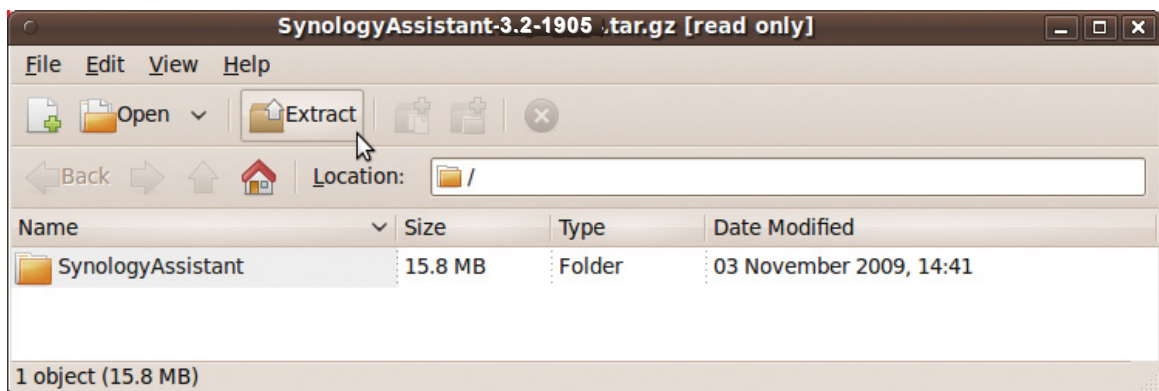 SynologyAssistant-3.2-1905 .tar.gz [read only]
File Edit View Help
Open Extract
Back Location: /
Name Size Type Date Modified
SynologyAssistant 15.8 MB Folder 03 November 2009, 14:41
1 object (15.8 MB)